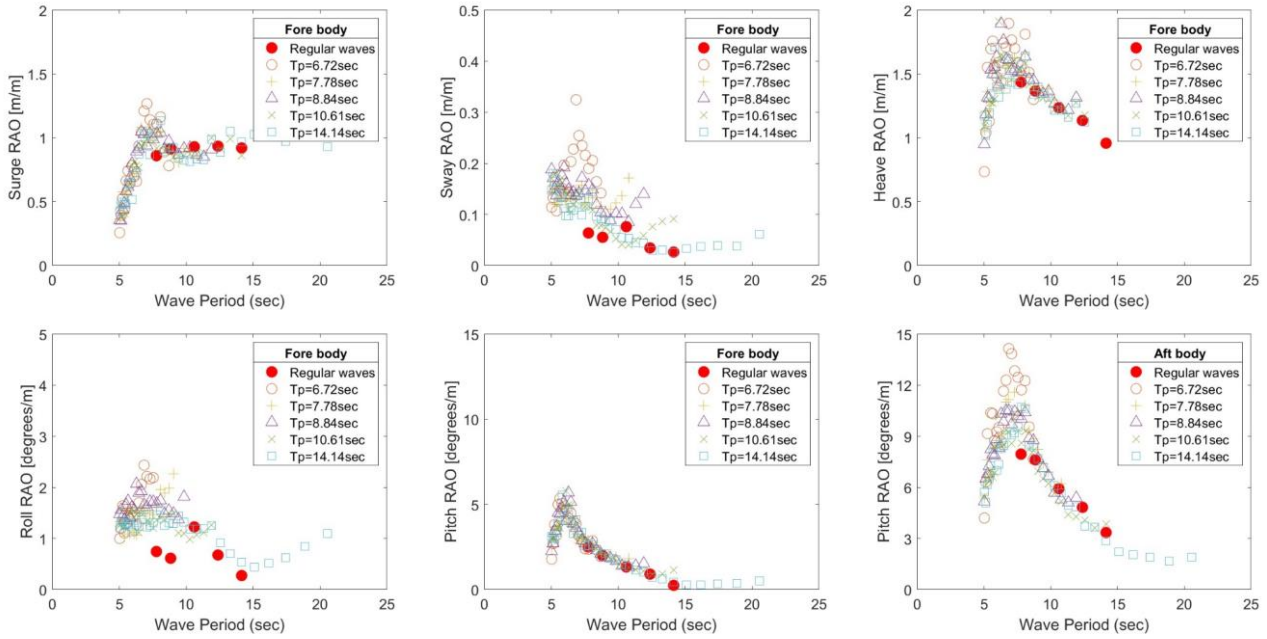 Surge RAO [m/m]
2
1.5
1
0.5
0
0 5 10 15 20 25
Wave Period (sec)
Fore body
Regular waves
Tp=6.72sec
Tp=7.78sec
Tp=8.84sec
Tp=10.61sec
Tp=14.14sec
Sway RAO [m/m]
0.5
0.4
0.3
0.2
0.1
0
0 5 10 15 20 25
Wave Period (sec)
Fore body
Regular waves
Tp=6.72sec
Tp=7.78sec
Tp=8.84sec
Tp=10.61sec
Tp=14.14sec
Heave RAO [m/m]
2
1.5
1
0.5
0
0 5 10 15 20 25
Wave Period (sec)
Fore body
Regular waves
Tp=6.72sec
Tp=7.78sec
Tp=8.84sec
Tp=10.61sec
Tp=14.14sec
Roll RAO [degrees/m]
5
4
3
2
1
0
0 5 10 15 20 25
Wave Period (sec)
Fore body
Regular waves
Tp=6.72sec
Tp=7.78sec
Tp=8.84sec
Tp=10.61sec
Tp=14.14sec
Pitch RAO [degrees/m]
15
10
5
0
0 5 10 15 20 25
Wave Period (sec)
Fore body
Regular waves
Tp=6.72sec
Tp=7.78sec
Tp=8.84sec
Tp=10.61sec
Tp=14.14sec
Pitch RAO [degrees/m]
15
12
9
6
3
0
0 5 10 15 20 25
Wave Period (sec)
Aft body
Regular waves
Tp=6.72sec
Tp=7.78sec
Tp=8.84sec
Tp=10.61sec
Tp=14.14sec